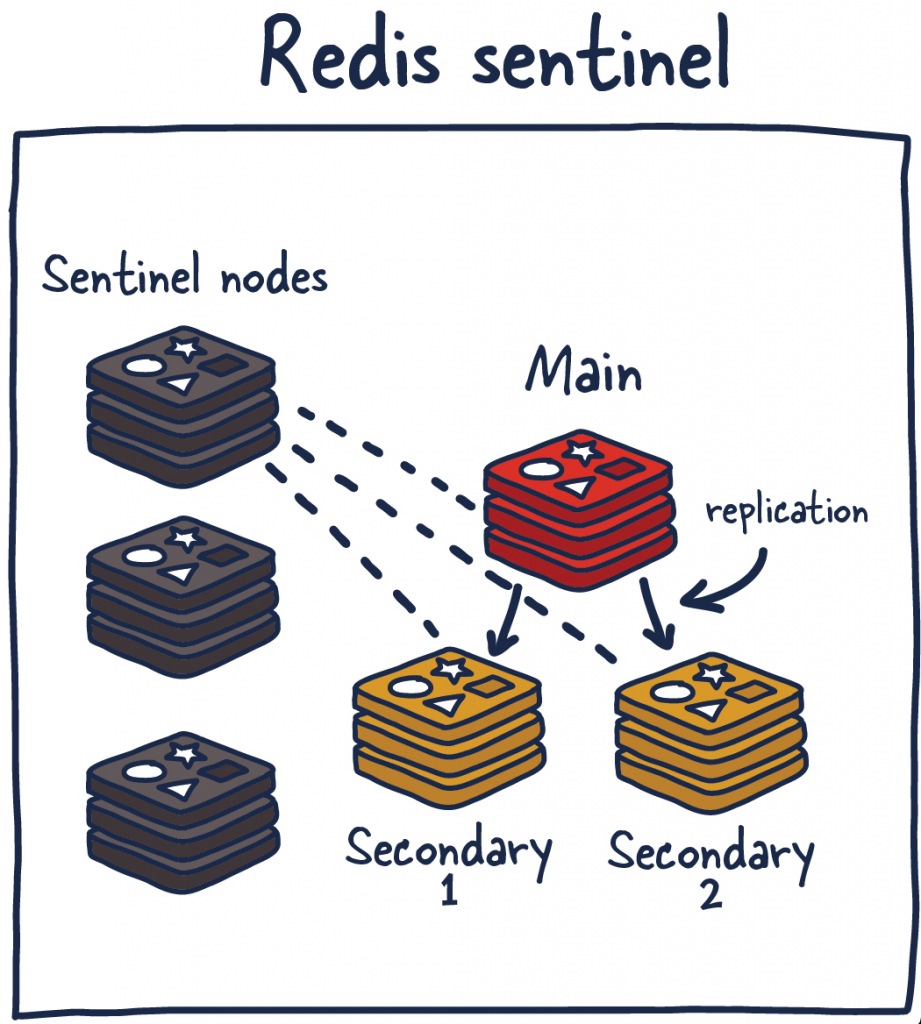 Redis sentinel
Sentinel nodes
Main
replication
Secondary
1
Secondary
2